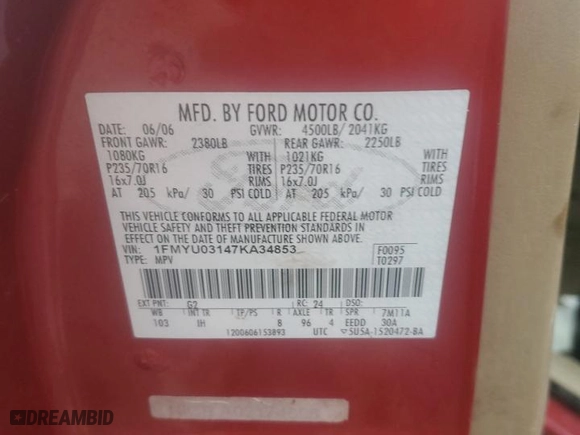 MFD. BY FORD MOTOR CO.
DATE: 06/06 GVWR: 4500LB/ 2041KG
FRONT GAWR: 2380LB REAR GAWR: 2250LB
1080KG WITH 1021KG WITH
P235/70R16 TIRES P235/70R16 TIRES
16x7.0J RIMS 16x7.0J RIMS
AT 205 kPa/ 30 PSI COLD AT 205 kPa/ 30 PSI COLD
THIS VEHICLE CONFORMS TO ALL APPLICABLE FEDERAL MOTOR
VEHICLE SAFETY AND THEFT PREVENTION STANDARDS IN
EFFECT ON THE DATE OF MANUFACTURE SHOWN ABOVE.
VIN: 1FMYU03147KA34853 F0095
TYPE: MPV T0297
EXT PNT: G2 RC: 24 DSO:
WB INT TR TP/PS R AXLE TR SPR 7M11A
103 IH 8 96 4 EEDD 30A
1200606153893 UTC 5U5A-1520472-BA
DREAMBID